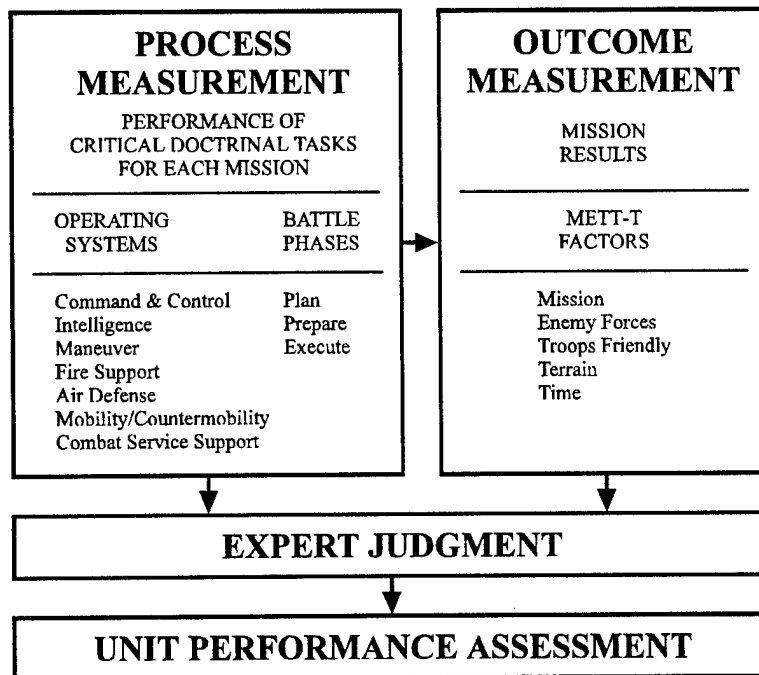 PROCESS
MEASUREMENT
PERFORMANCE OF
CRITICAL DOCTRINAL TASKS
FOR EACH MISSION
OPERATING
SYSTEMS
BATTLE
PHASES
Command & Control
Intelligence
Maneuver
Fire Support
Air Defense
Mobility/Countermobility
Combat Service Support
Plan
Prepare
Execute
OUTCOME
MEASUREMENT
MISSION
RESULTS
METT-T
FACTORS
Mission
Enemy Forces
Troops Friendly
Terrain
Time
EXPERT JUDGMENT
UNIT PERFORMANCE ASSESSMENT